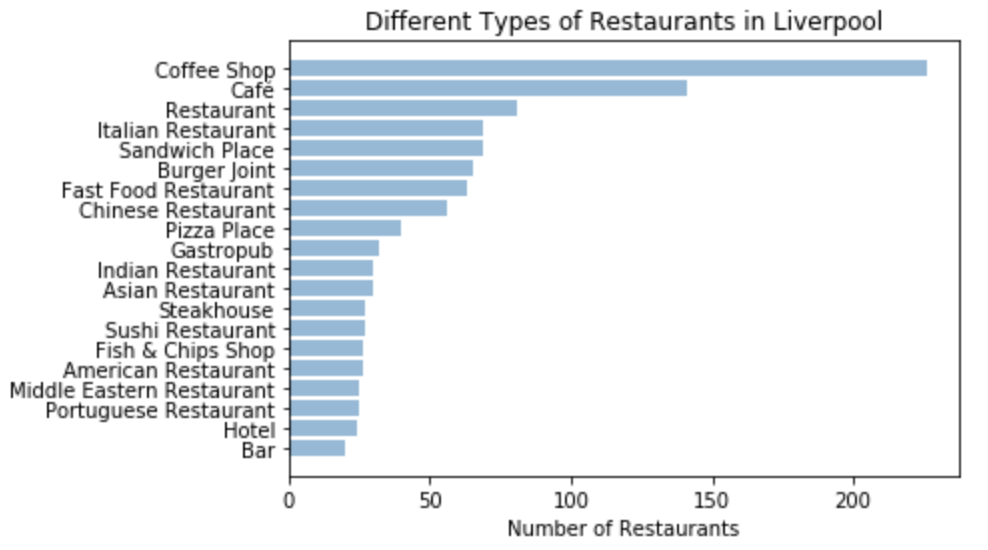 Different Types of Restaurants in Liverpool
Coffee Shop
Café
Restaurant
Italian Restaurant
Sandwich Place
Burger Joint
Fast Food Restaurant
Chinese Restaurant
Pizza Place
Gastropub
Indian Restaurant
Asian Restaurant
Steakhouse
Sushi Restaurant
Fish & Chips Shop
American Restaurant
Middle Eastern Restaurant
Portuguese Restaurant
Hotel
Bar
0 50 100 150 200
Number of Restaurants